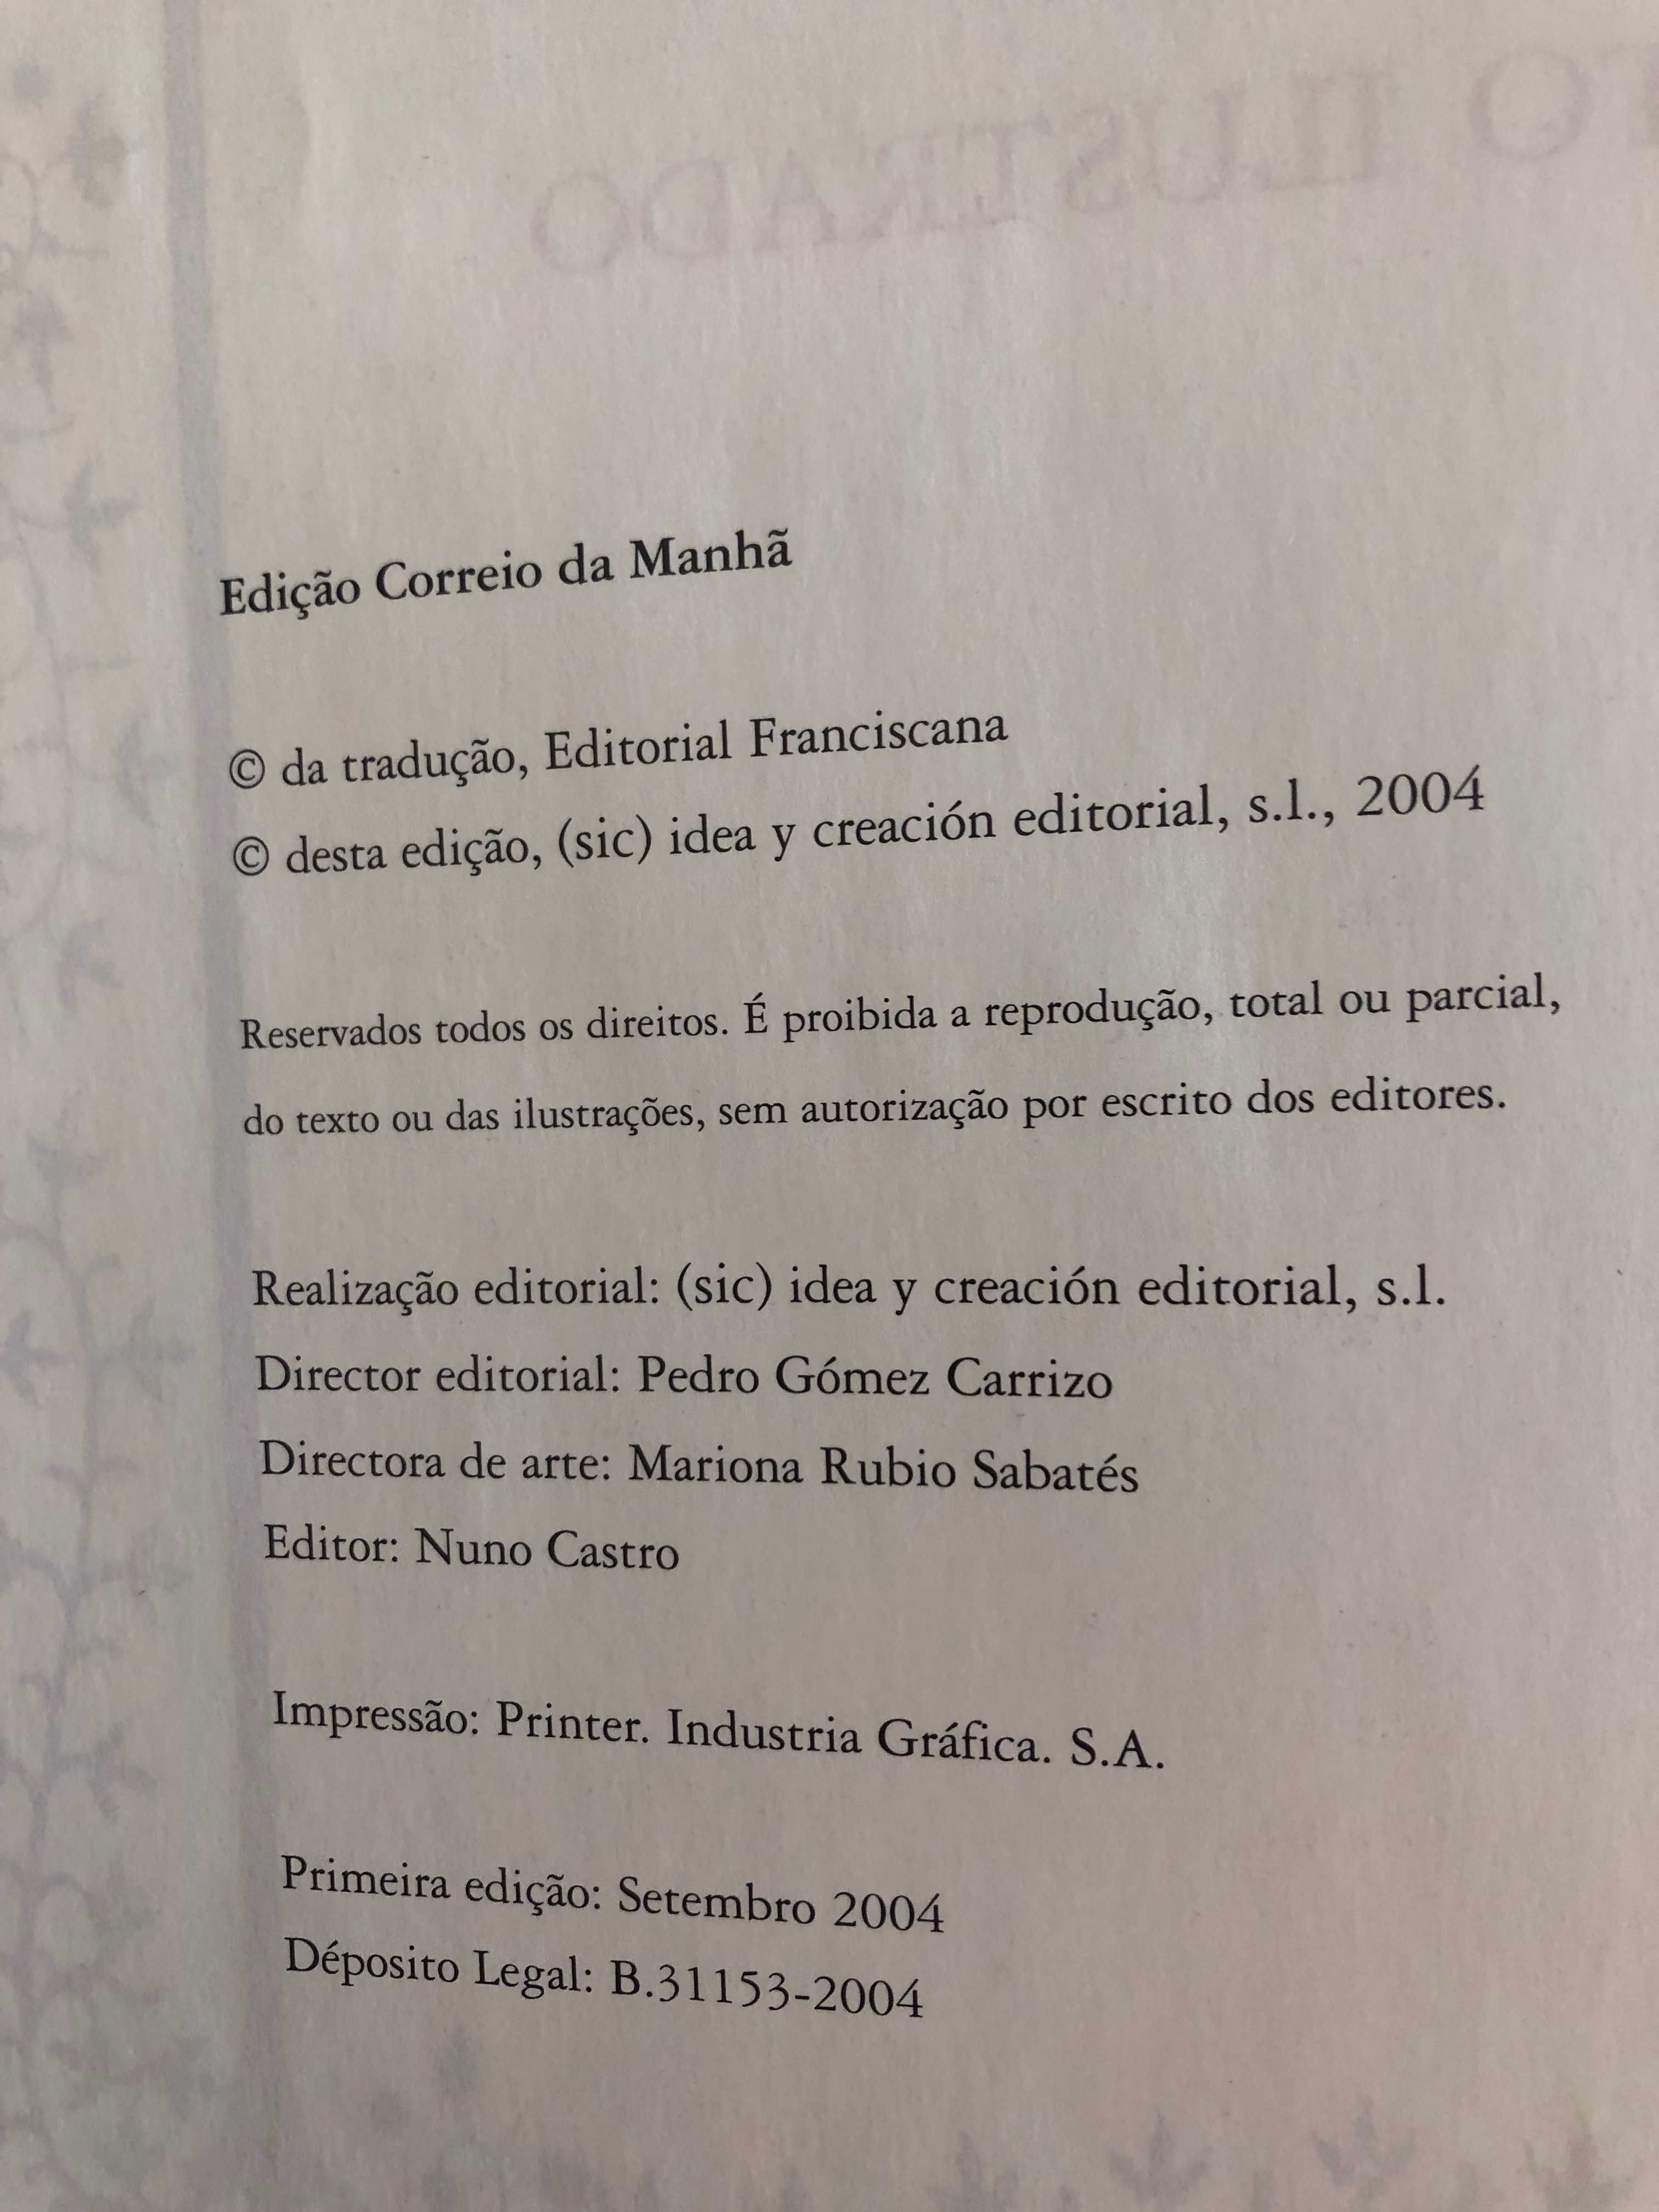 ILUSTRADO
Edição Correio da Manhã
© da tradução, Editorial Franciscana
© desta edição, (sic) idea y creación editorial, s.l., 2004
Reservados todos os direitos. É proibida a reprodução, total ou parcial,
do texto ou das ilustrações, sem autorização por escrito dos editores.
Realização editorial: (sic) idea y creación editorial, s.l.
Director editorial: Pedro Gómez Carrizo
Directora de arte: Mariona Rubio Sabatés
Editor: Nuno Castro
Impressão: Printer. Industria Gráfica. S.A.
Primeira edição: Setembro 2004
Déposito Legal: B.31153-2004